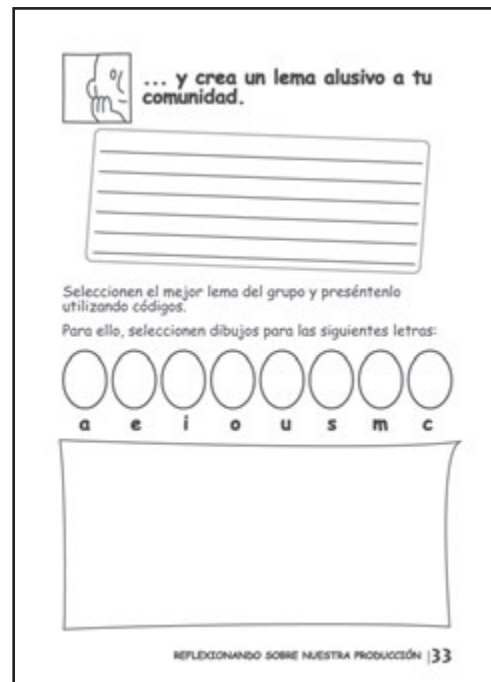 ... y crea un lema alusivo a tu
comunidad.
Seleccionen el mejor lema del grupo y preséntenlo
utilizando códigos.
Para ello, seleccionen dibujos para las siguientes letras:
a e i o u s m c
REFLEXIONANDO SOBRE NUESTRA PRODUCCIÓN |33